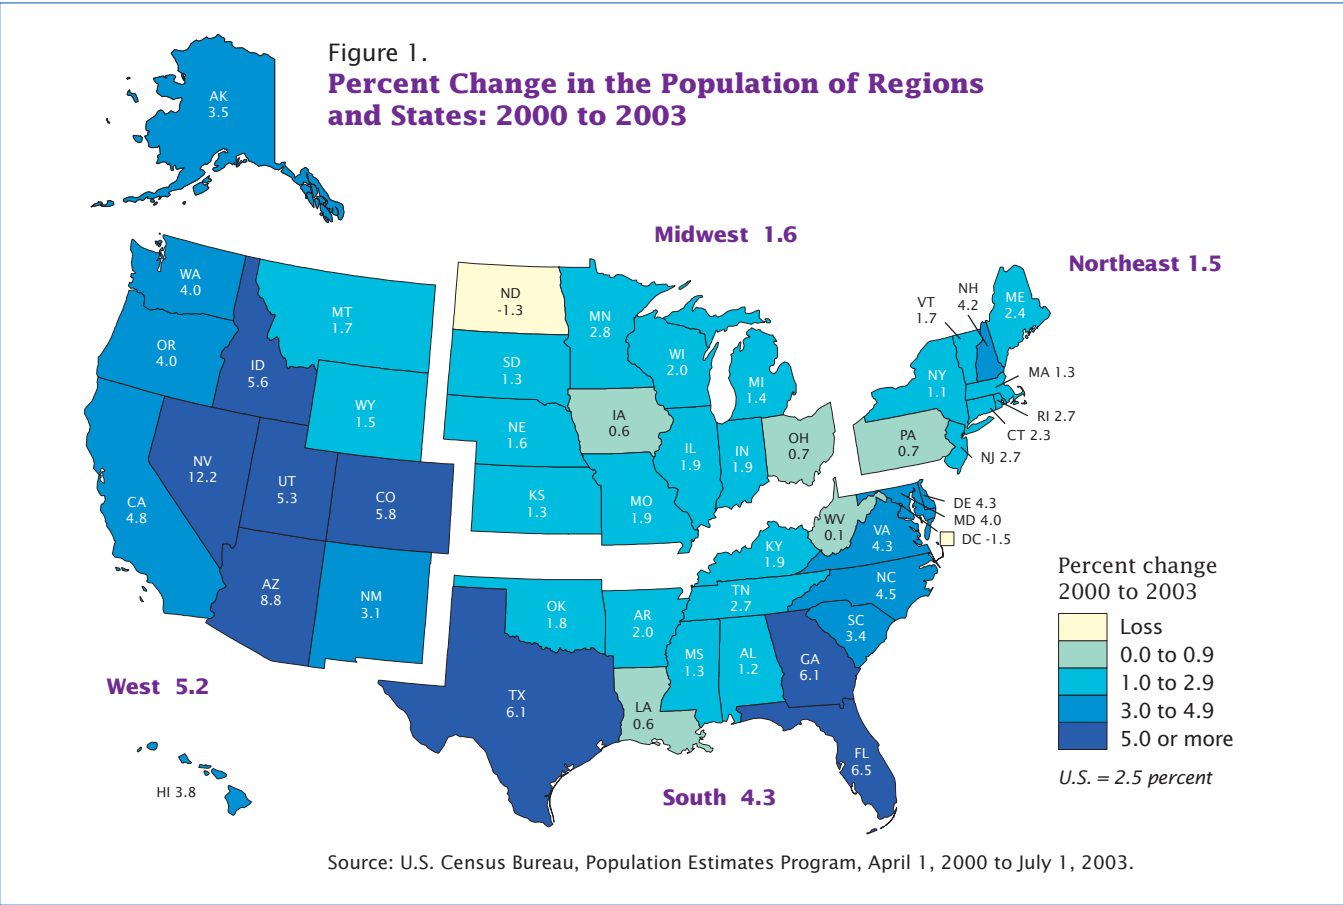 Figure 1.
Percent Change in the Population of Regions
and States: 2000 to 2003
AK
3.5
Midwest 1.6
Northeast 1.5
WA
4.0
OR
4.0
ID
5.6
MT
1.7
WY
1.5
NV
12.2
UT
5.3
CO
5.8
CA
4.8
AZ
8.8
NM
3.1
West 5.2
HI 3.8
ND
-1.3
SD
1.3
NE
1.6
KS
1.3
MN
2.8
IA
0.6
MO
1.9
WI
2.0
IL
1.9
MI
1.4
IN
1.9
OH
0.7
VT
1.7
NH
4.2
ME
2.4
NY
1.1
MA 1.3
RI 2.7
CT 2.3
NJ 2.7
PA
0.7
DE 4.3
MD 4.0
DC -1.5
WV
0.1
VA
4.3
KY
1.9
TN
2.7
NC
4.5
SC
3.4
OK
1.8
AR
2.0
TX
6.1
LA
0.6
MS
1.3
AL
1.2
GA
6.1
FL
6.5
South 4.3
Percent change
2000 to 2003
Loss
0.0 to 0.9
1.0 to 2.9
3.0 to 4.9
5.0 or more
U.S. = 2.5 percent
Source: U.S. Census Bureau, Population Estimates Program, April 1, 2000 to July 1, 2003.